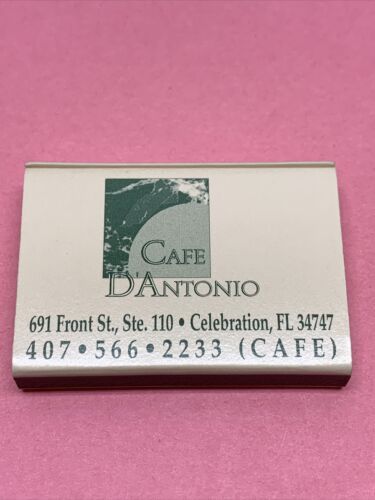 CAFE
D'ANTONIO
691 Front St., Ste. 110 • Celebration, FL 34747
407 • 566 • 2233 (CAFE)